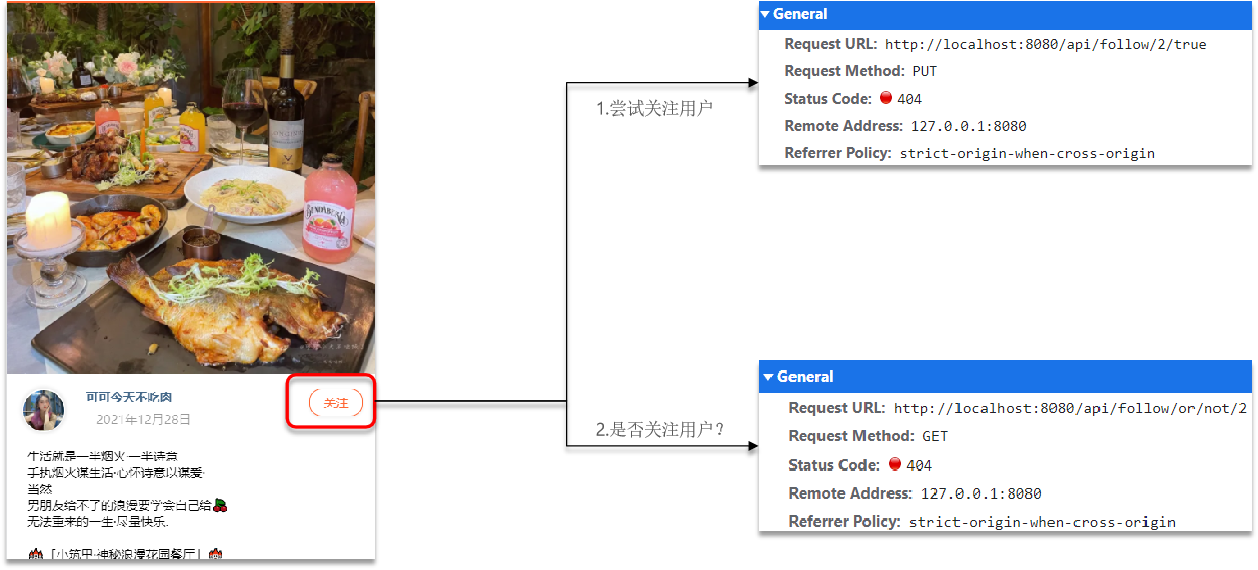 BUNDABERG
可可今天不吃肉
2021年12月28日
关注
生活就是一半烟火·一半诗意
手执烟火谋生活·心怀诗意以谋爱·
当然
男朋友给不了的浪漫要学会自己给🍒
无法重来的一生·尽量快乐.
🏘️「小筑里·神秘浪漫花园餐厅」🏘️
1.尝试关注用户
2.是否关注用户?
General
Request URL: http://localhost:8080/api/follow/2/true
Request Method: PUT
Status Code: 404
Remote Address: 127.0.0.1:8080
Referrer Policy: strict-origin-when-cross-origin
General
Request URL: http://localhost:8080/api/follow/or/not/2
Request Method: GET
Status Code: 404
Remote Address: 127.0.0.1:8080
Referrer Policy: strict-origin-when-cross-origin